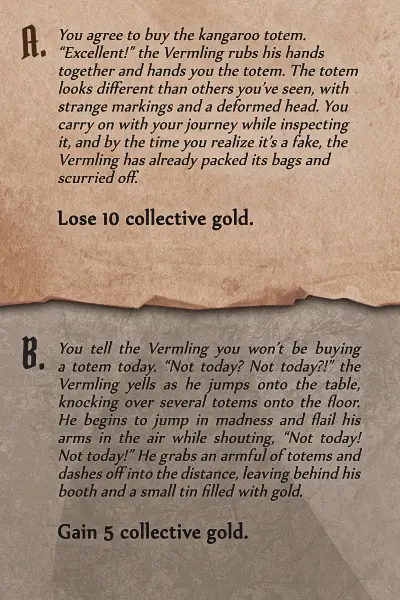 A.
You agree to buy the kangaroo totem.
“Excellent!” the Vermling rubs his hands
together and hands you the totem. The totem
looks different than others you’ve seen, with
strange markings and a deformed head. You
carry on with your journey while inspecting
it, and by the time you realize it’s a fake, the
Vermling has already packed its bags and
scurried off.
Lose 10 collective gold.
B.
You tell the Vermling you won’t be buying
a totem today. “Not today? Not today?!” the
Vermling yells as he jumps onto the table,
knocking over several totems onto the floor.
He begins to jump in madness and flail his
arms in the air while shouting, “Not today!
Not today!” He grabs an armful of totems and
dashes off into the distance, leaving behind his
booth and a small tin filled with gold.
Gain 5 collective gold.